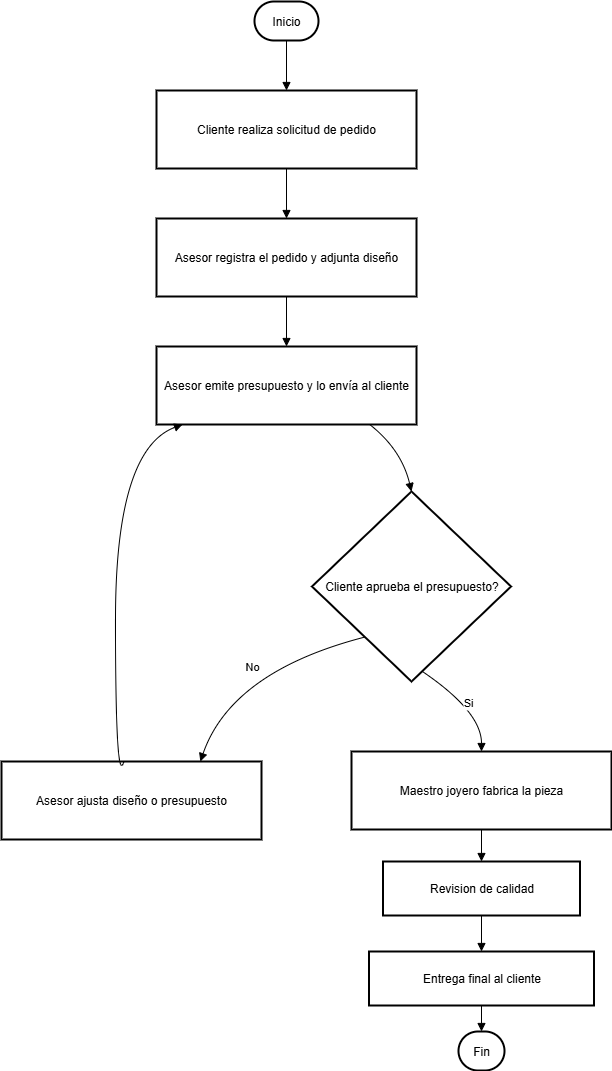 Inicio
Cliente realiza solicitud de pedido
Asesor registra el pedido y adjunta diseño
Asesor emite presupuesto y lo envía al cliente
Cliente aprueba el presupuesto?
No
Si
Asesor ajusta diseño o presupuesto
Maestro joyero fabrica la pieza
Revision de calidad
Entrega final al cliente
Fin